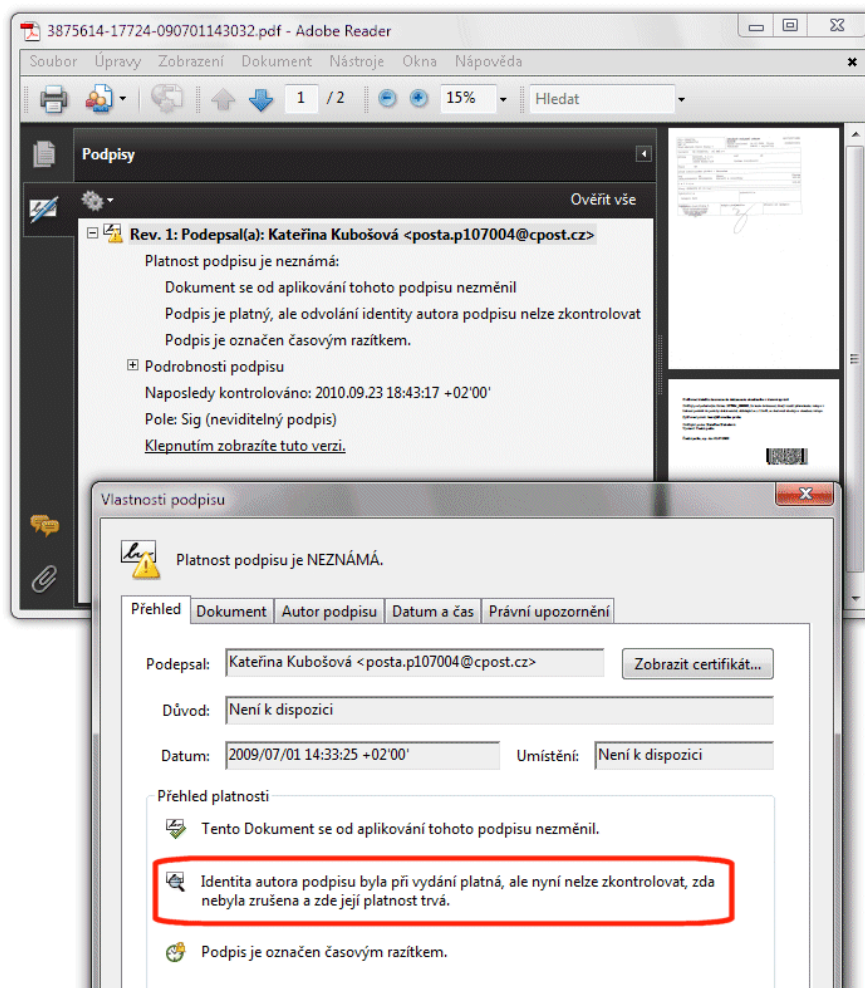 3875614-17724-090701143032.pdf - Adobe Reader
Soubor Úpravy Zobrazení Dokument Nástroje Okna Nápověda
1 / 2 15% Hledat
Podpisy
Ověřit vše
Rev. 1: Podepsal(a): Kateřina Kubošová <posta.p107004@cpost.cz>
Platnost podpisu je neznámá:
Dokument se od aplikování tohoto podpisu nezměnil
Podpis je platný, ale odvolání identity autora podpisu nelze zkontrolovat
Podpis je označen časovým razítkem.
Podrobnosti podpisu
Naposledy kontrolováno: 2010.09.23 18:43:17 +02'00'
Pole: Sig (neviditelný podpis)
Klepnutím zobrazíte tuto verzi.
Vlastnosti podpisu
Platnost podpisu je NEZNÁMÁ.
Přehled Dokument Autor podpisu Datum a čas Právní upozornění
Podepsal: Kateřina Kubošová <posta.p107004@cpost.cz> Zobrazit certifikát...
Důvod: Není k dispozici
Datum: 2009/07/01 14:33:25 +02'00' Umístění: Není k dispozici
Přehled platnosti
Tento Dokument se od aplikování tohoto podpisu nezměnil.
Identita autora podpisu byla při vydání platná, ale nyní nelze zkontrolovat, zda
nebyla zrušena a zde její platnost trvá.
Podpis je označen časovým razítkem.